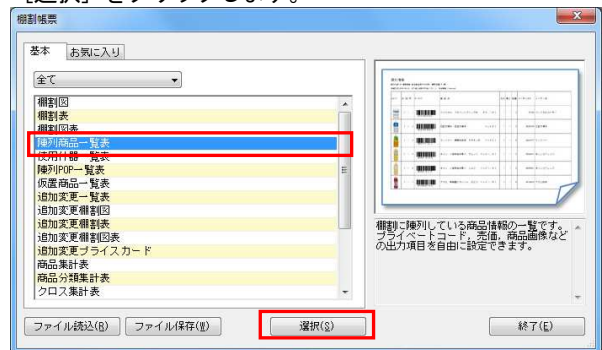 [選択] をクリックします。
棚割帳票
基本 お気に入り
全て
棚割図
棚割表
棚割図表
陳列商品一覧表
使用什器一覧表
陳列POP一覧表
仮置商品一覧表
追加変更一覧表
追加変更棚割図
追加変更棚割表
追加変更棚割図表
追加変更プライスカード
商品集計表
商品分類集計表
クロス集計表
棚割に陳列している商品情報の一覧です。
プライベートコード、売価、商品画像など
の出力項目を自由に設定できます。
ファイル読込(R) ファイル保存(W) 選択(S) 終了(E)